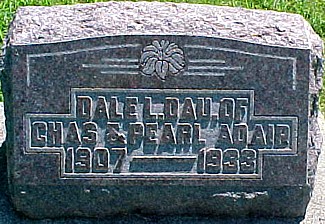 DALE L. DAU. OF
CHAS & PEARL ADAIR
1907 — 1933